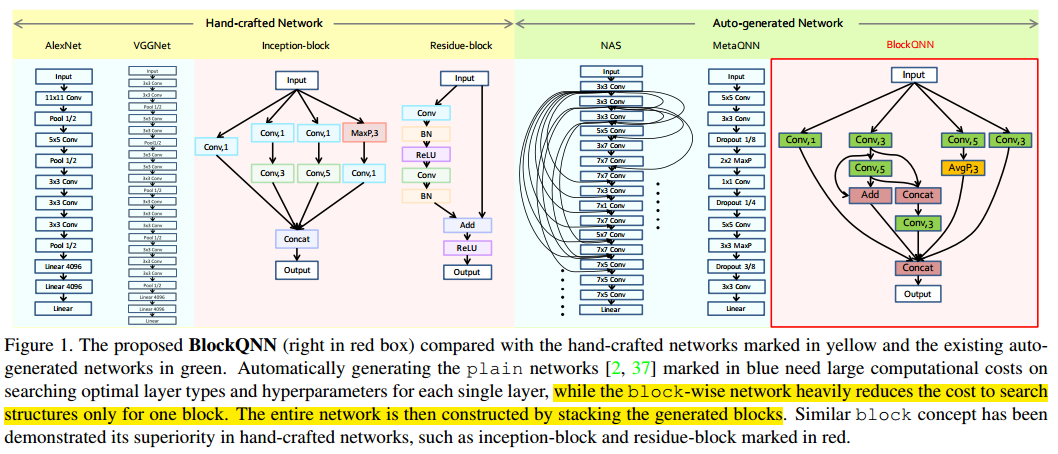 Hand-crafted Network
Auto-generated Network
AlexNet
VGGNet
Inception-block
Residue-block
NAS
MetaQNN
BlockQNN
Input
11x11 Conv
Pool 1/2
5x5 Conv
Pool 1/2
3x3 Conv
3x3 Conv
3x3 Conv
Pool 1/2
Linear 4096
Linear 4096
Linear
Input
3x3 Conv
3x3 Conv
Pool 1/2
3x3 Conv
3x3 Conv
Pool1/2
3x3 Conv
3x3 Conv
3x3 Conv
Pool 1/2
3x3 Conv
3x3 Conv
3x3 Conv
Pool 1/2
3x3 Conv
3x3 Conv
3x3 Conv
Pool 1/2
Linear 4096
Linear 4096
Linear
Input
Conv,1
Conv,1
Conv,1
MaxP,3
Conv,3
Conv,5
Conv,1
Concat
Output
Input
Conv
BN
ReLU
Conv
BN
Add
ReLU
Output
Input
3x3 Conv
3x3 Conv
3x3 Conv
5x5 Conv
3x7 Conv
7x7 Conv
7x7 Conv
7x3 Conv
7x1 Conv
7x7 Conv
5x7 Conv
7x7 Conv
7x5 Conv
7x5 Conv
7x5 Conv
Linear
Input
5x5 Conv
3x3 Conv
Dropout 1/8
2x2 MaxP
1x1 Conv
Dropout 1/4
5x5 Conv
3x3 MaxP
Dropout 3/8
3x3 Conv
Linear
Input
Conv,1
Conv,3
Conv,5
Conv,3
Conv,5
AvgP,3
Add
Concat
Conv,3
Concat
Output
Figure 1. The proposed BlockQNN (right in red box) compared with the hand-crafted networks marked in yellow and the existing auto-
generated networks in green. Automatically generating the plain networks [2, 37] marked in blue need large computational costs on
searching optimal layer types and hyperparameters for each single layer, while the block-wise network heavily reduces the cost to search
structures only for one block. The entire network is then constructed by stacking the generated blocks. Similar block concept has been
demonstrated its superiority in hand-crafted networks, such as inception-block and residue-block marked in red.